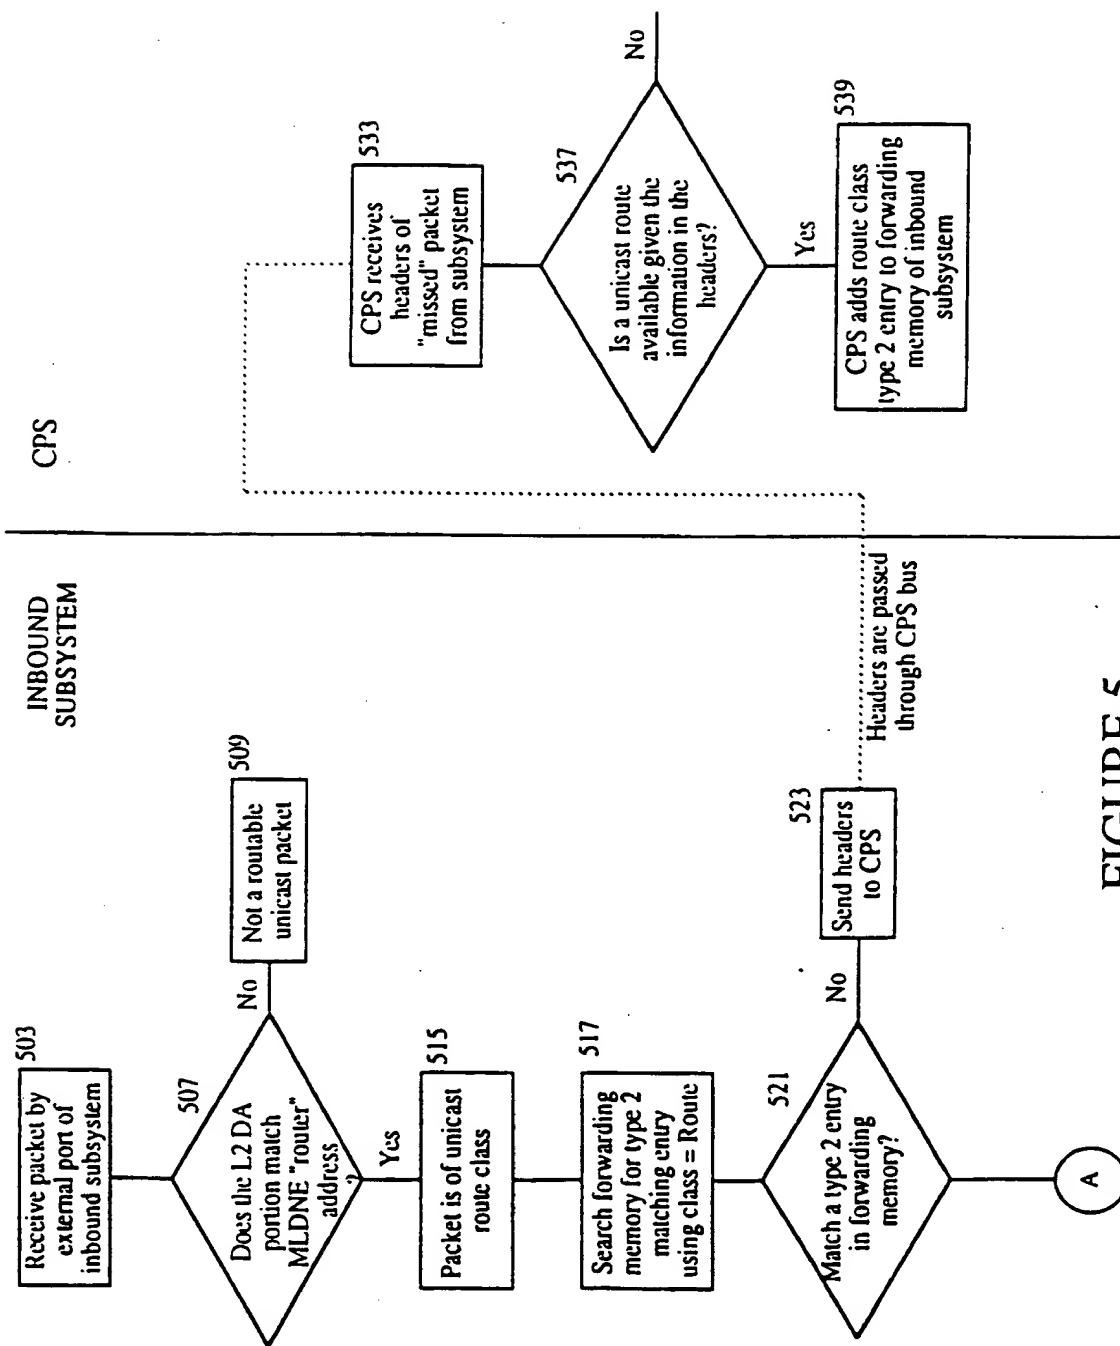 INBOUND
SUBSYSTEM
503
Receive packet by
external port of
inbound subsystem
507
Does the L2 DA
portion match
MLDNE "router"
address
?
No
509
Not a routable
unicast packet
Yes
515
Packet is of unicast
route class
517
Search forwarding
memory for type 2
matching entry
using class = Route
521
Match a type 2 entry
in forwarding
memory?
No
523
Send headers
to CPS
Headers are passed
through CPS bus
A
CPS
533
CPS receives
headers of
"missed" packet
from subsystem
537
Is a unicast route
available given the
information in the
headers?
No
Yes
539
CPS adds route class
type 2 entry to forwarding
memory of inbound
subsystem
FIGURE 5